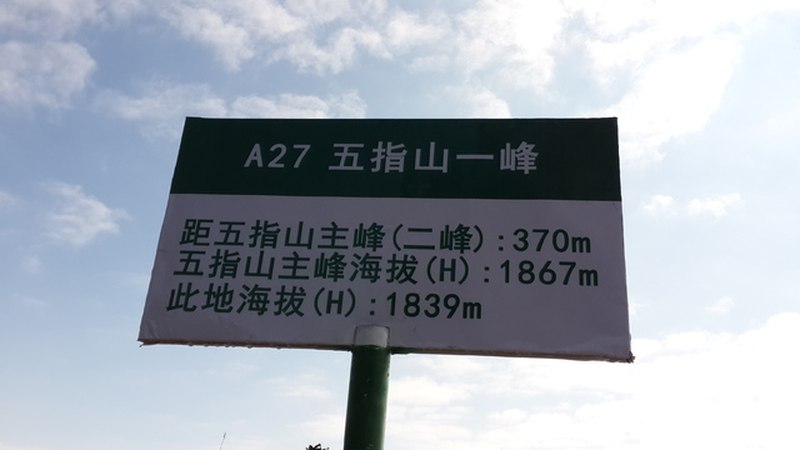 A27 五指山一峰
距五指山主峰(二峰):370m
五指山主峰海拔(H):1867m
此地海拔(H):1839m